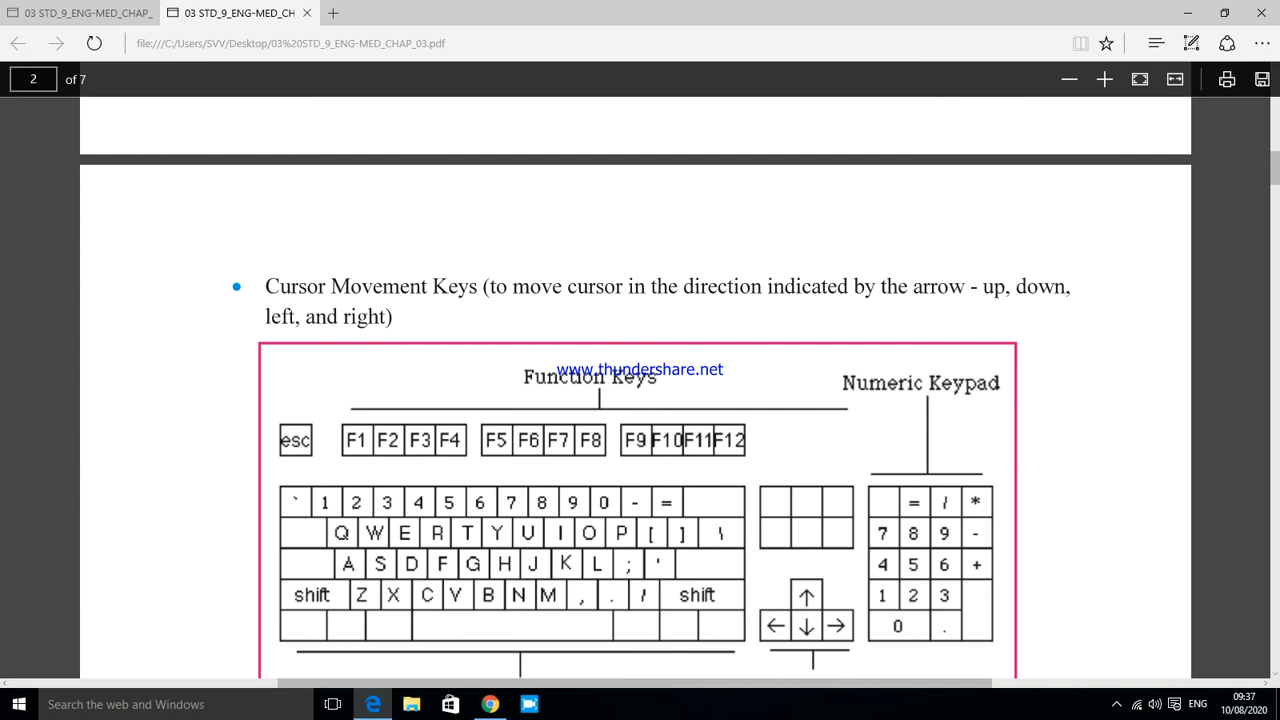 03 STD_9_ENG-MED_CHAP_
03 STD_9_ENG-MED_CH
file:///C:/Users/SVV/Desktop/03%20STD_9_ENG-MED_CHAP_03.pdf
2 of 7
• Cursor Movement Keys (to move cursor in the direction indicated by the arrow - up, down,
left, and right)
www.thundershare.net
Function Keys
Numeric Keypad
esc F1 F2 F3 F4 F5 F6 F7 F8 F9 F10 F11 F12
` 1 2 3 4 5 6 7 8 9 0 - = = / *
Q W E R T Y U I O P [ ] \ 7 8 9 -
A S D F G H J K L ; ' 4 5 6 +
shift Z X C V B N M , . / shift ↑ 1 2 3
← ↓ → 0 .
Search the web and Windows
ENG
09:37
10/08/2020